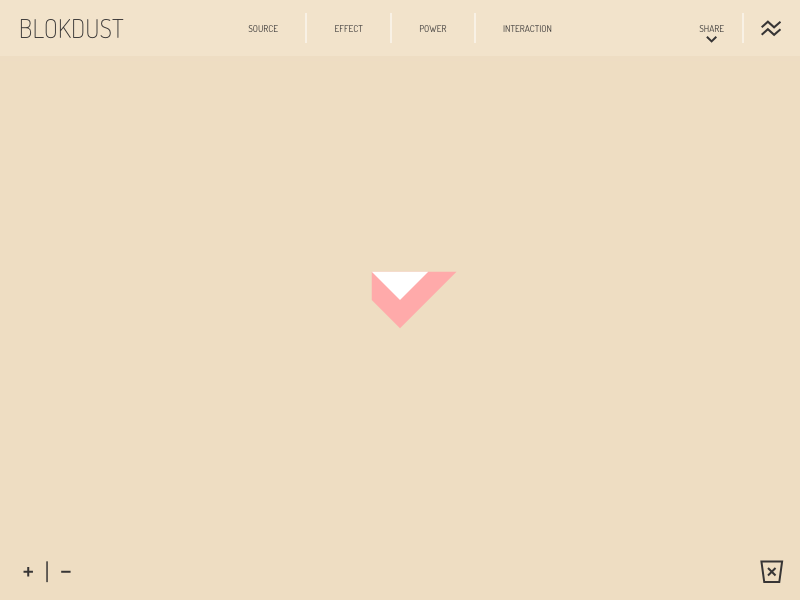 BLOKDUST
SOURCE
EFFECT
POWER
INTERACTION
SHARE
+ | −